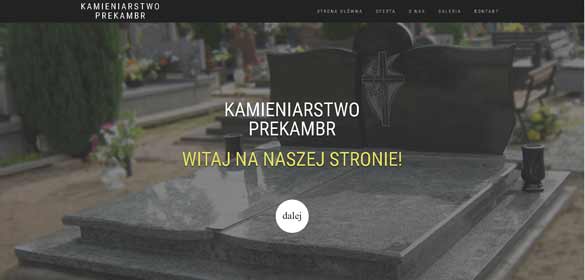 KAMIENIARSTWO
PREKAMBR
STRONA GŁÓWNA OFERTA O NAS GALERIA KONTAKT
KAMIENIARSTWO
PREKAMBR
WITAJ NA NASZEJ STRONIE!
dalej